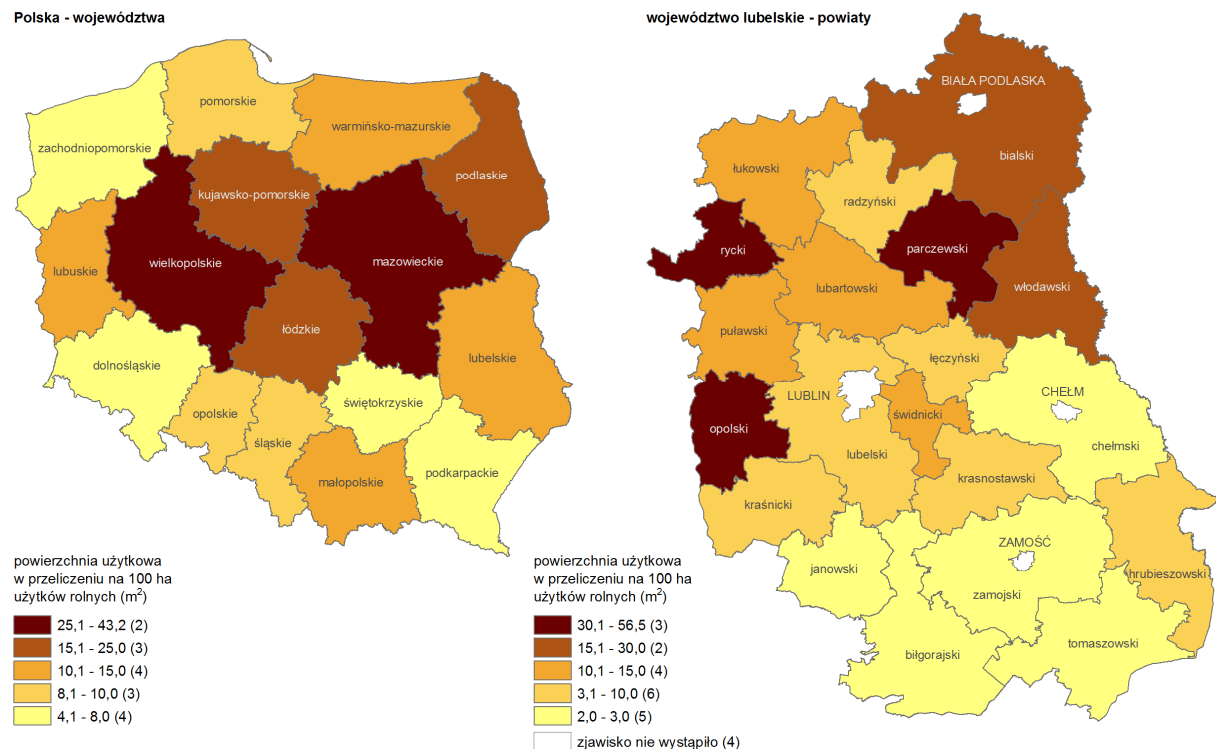 Polska - województwa
pomorskie
warmińsko-mazurskie
zachodniopomorskie
podlaskie
kujawsko-pomorskie
lubuskie
wielkopolskie
mazowieckie
łódzkie
lubelskie
dolnośląskie
opolskie
świętokrzyskie
śląskie
małopolskie
podkarpackie
powierzchnia użytkowa
w przeliczeniu na 100 ha
użytków rolnych (m²)
25,1 - 43,2 (2)
15,1 - 25,0 (3)
10,1 - 15,0 (4)
8,1 - 10,0 (3)
4,1 - 8,0 (4)
województwo lubelskie - powiaty
BIAŁA PODLASKA
bialski
łukowski
radzyński
rycki
parczewski
lubartowski
włodawski
puławski
łęczyński
LUBLIN
CHEŁM
świdnicki
opolski
chełmski
lubelski
krasnostawski
kraśnicki
ZAMOŚĆ
janowski
hrubieszowski
zamojski
tomaszowski
biłgorajski
powierzchnia użytkowa
w przeliczeniu na 100 ha
użytków rolnych (m²)
30,1 - 56,5 (3)
15,1 - 30,0 (2)
10,1 - 15,0 (4)
3,1 - 10,0 (6)
2,0 - 3,0 (5)
zjawisko nie wystąpiło (4)